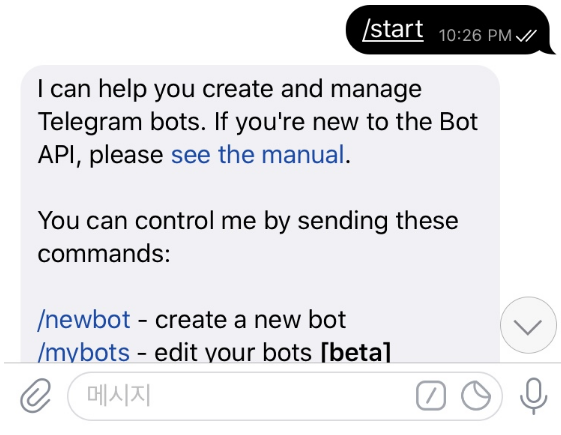 /start 10:26 PM
I can help you create and manage
Telegram bots. If you're new to the Bot
API, please see the manual.
You can control me by sending these
commands:
/newbot - create a new bot
/mybots - edit your bots [beta]
메시지